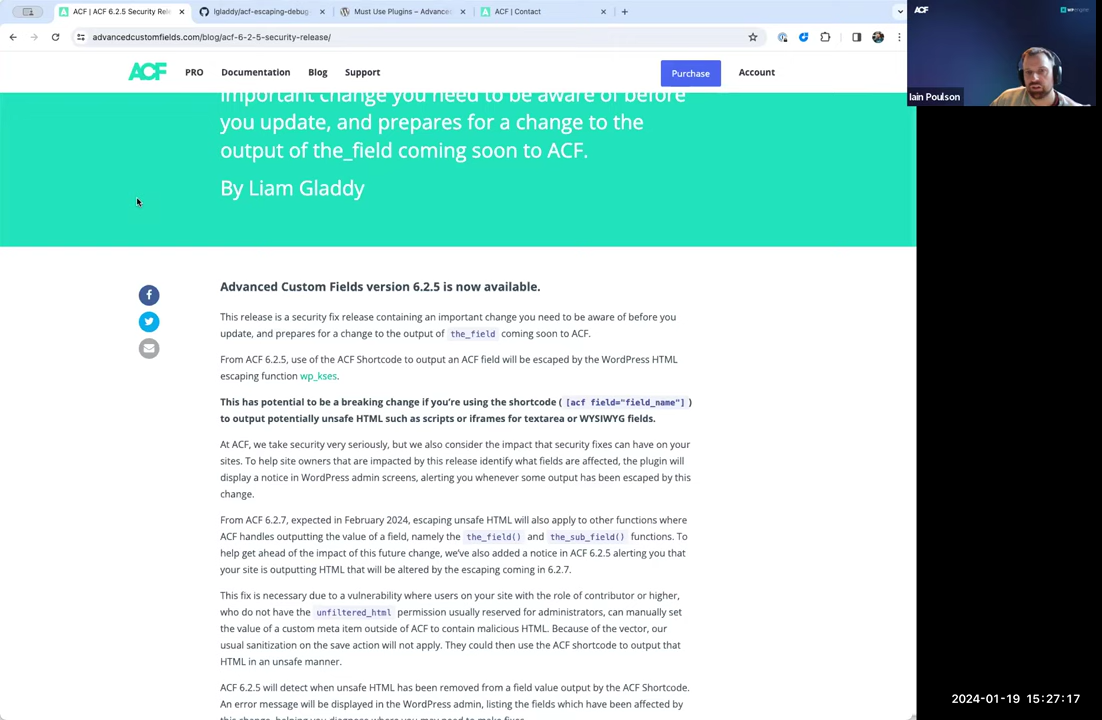 ACF | ACF 6.2.5 Security Rele
lgladdy/acf-escaping-debug
Must Use Plugins – Advanced
ACF | Contact
advancedcustomfields.com/blog/acf-6-2-5-security-release/
ACF
PRO
Documentation
Blog
Support
Purchase
Account
ACF
Iain Poulson
important change you need to be aware of before
you update, and prepares for a change to the
output of the_field coming soon to ACF.
By Liam Gladdy
Advanced Custom Fields version 6.2.5 is now available.
This release is a security fix release containing an important change you need to be aware of before you
update, and prepares for a change to the output of the_field coming soon to ACF.
From ACF 6.2.5, use of the ACF Shortcode to output an ACF field will be escaped by the WordPress HTML
escaping function wp_kses.
This has potential to be a breaking change if you're using the shortcode ( [acf field="field_name"] )
to output potentially unsafe HTML such as scripts or iframes for textarea or WYSIWYG fields.
At ACF, we take security very seriously, but we also consider the impact that security fixes can have on your
sites. To help site owners that are impacted by this release identify what fields are affected, the plugin will
display a notice in WordPress admin screens, alerting you whenever some output has been escaped by this
change.
From ACF 6.2.7, expected in February 2024, escaping unsafe HTML will also apply to other functions where
ACF handles outputting the value of a field, namely the the_field() and the_sub_field() functions. To
help get ahead of the impact of this future change, we've also added a notice in ACF 6.2.5 alerting you that
your site is outputting HTML that will be altered by the escaping coming in 6.2.7.
This fix is necessary due to a vulnerability where users on your site with the role of contributor or higher,
who do not have the unfiltered_html permission usually reserved for administrators, can manually set
the value of a custom meta item outside of ACF to contain malicious HTML. Because of the vector, our
usual sanitization on the save action will not apply. They could then use the ACF shortcode to output that
HTML in an unsafe manner.
ACF 6.2.5 will detect when unsafe HTML has been removed from a field value output by the ACF Shortcode.
An error message will be displayed in the WordPress admin, listing the fields which have been affected by
this change, helping you diagnose where you may need to make fixes.
2024-01-19 15:27:17